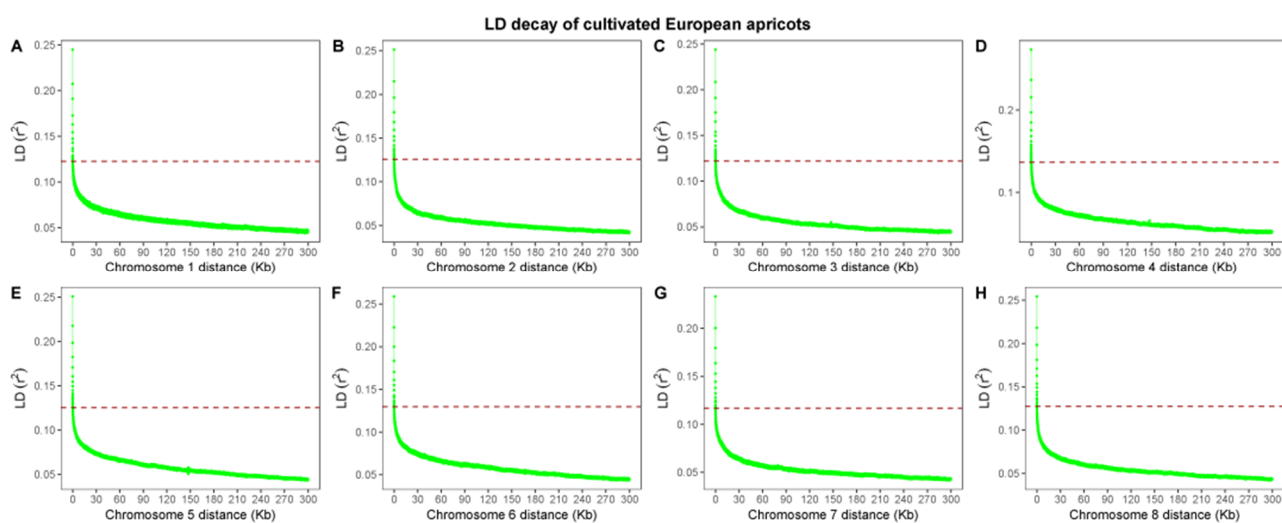 LD decay of cultivated European apricots
A
0.25
0.20
0.15
0.10
0.05
LD (r²)
0 30 60 90 120 150 180 210 240 270 300
Chromosome 1 distance (Kb)
B
0.25
0.20
0.15
0.10
0.05
LD (r²)
0 30 60 90 120 150 180 210 240 270 300
Chromosome 2 distance (Kb)
C
0.25
0.20
0.15
0.10
0.05
LD (r²)
0 30 60 90 120 150 180 210 240 270 300
Chromosome 3 distance (Kb)
D
0.2
0.1
LD (r²)
0 30 60 90 120 150 180 210 240 270 300
Chromosome 4 distance (Kb)
E
0.25
0.20
0.15
0.10
0.05
LD (r²)
0 30 60 90 120 150 180 210 240 270 300
Chromosome 5 distance (Kb)
F
0.25
0.20
0.15
0.10
0.05
LD (r²)
0 30 60 90 120 150 180 210 240 270 300
Chromosome 6 distance (Kb)
G
0.20
0.15
0.10
0.05
LD (r²)
0 30 60 90 120 150 180 210 240 270 300
Chromosome 7 distance (Kb)
H
0.25
0.20
0.15
0.10
0.05
LD (r²)
0 30 60 90 120 150 180 210 240 270 300
Chromosome 8 distance (Kb)